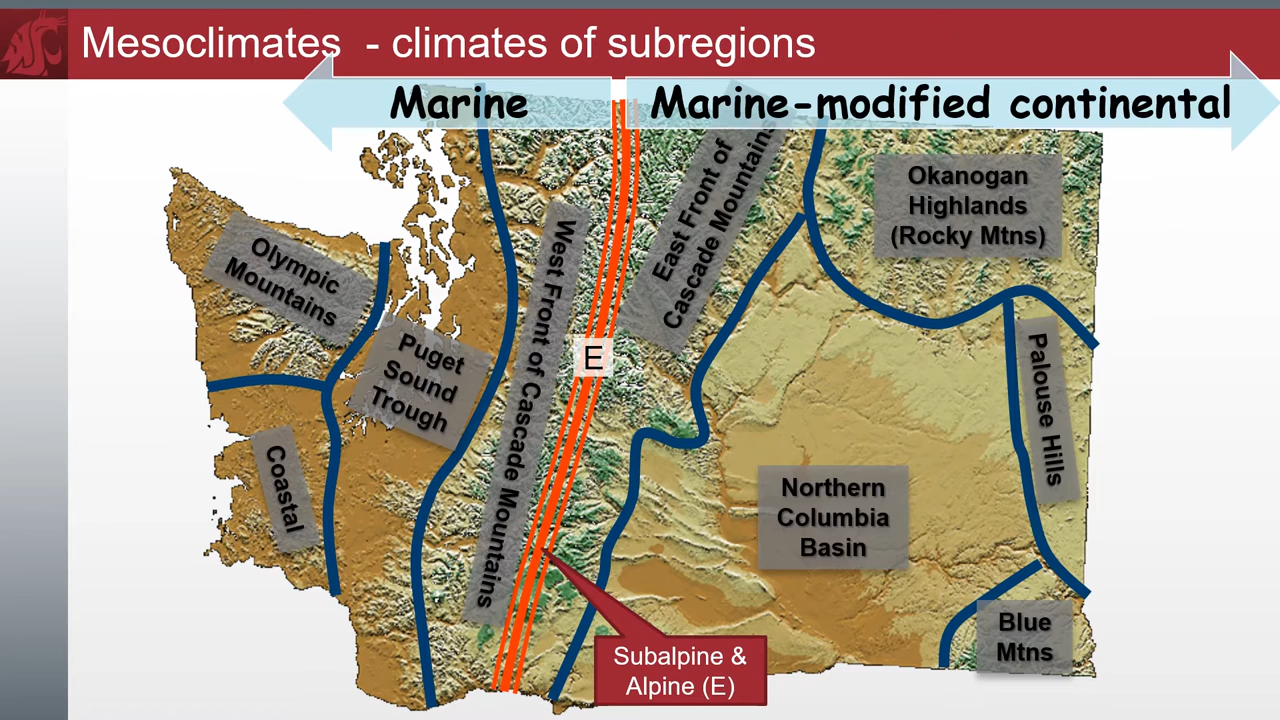 Mesoclimates - climates of subregions
Marine
Marine-modified continental
Olympic
Mountains
Puget
Sound
Trough
Coastal
West Front of Cascade Mountains
E
East Front of
Cascade Mountains
Okanogan
Highlands
(Rocky Mtns)
Palouse Hills
Northern
Columbia
Basin
Blue
Mtns
Subalpine &
Alpine (E)